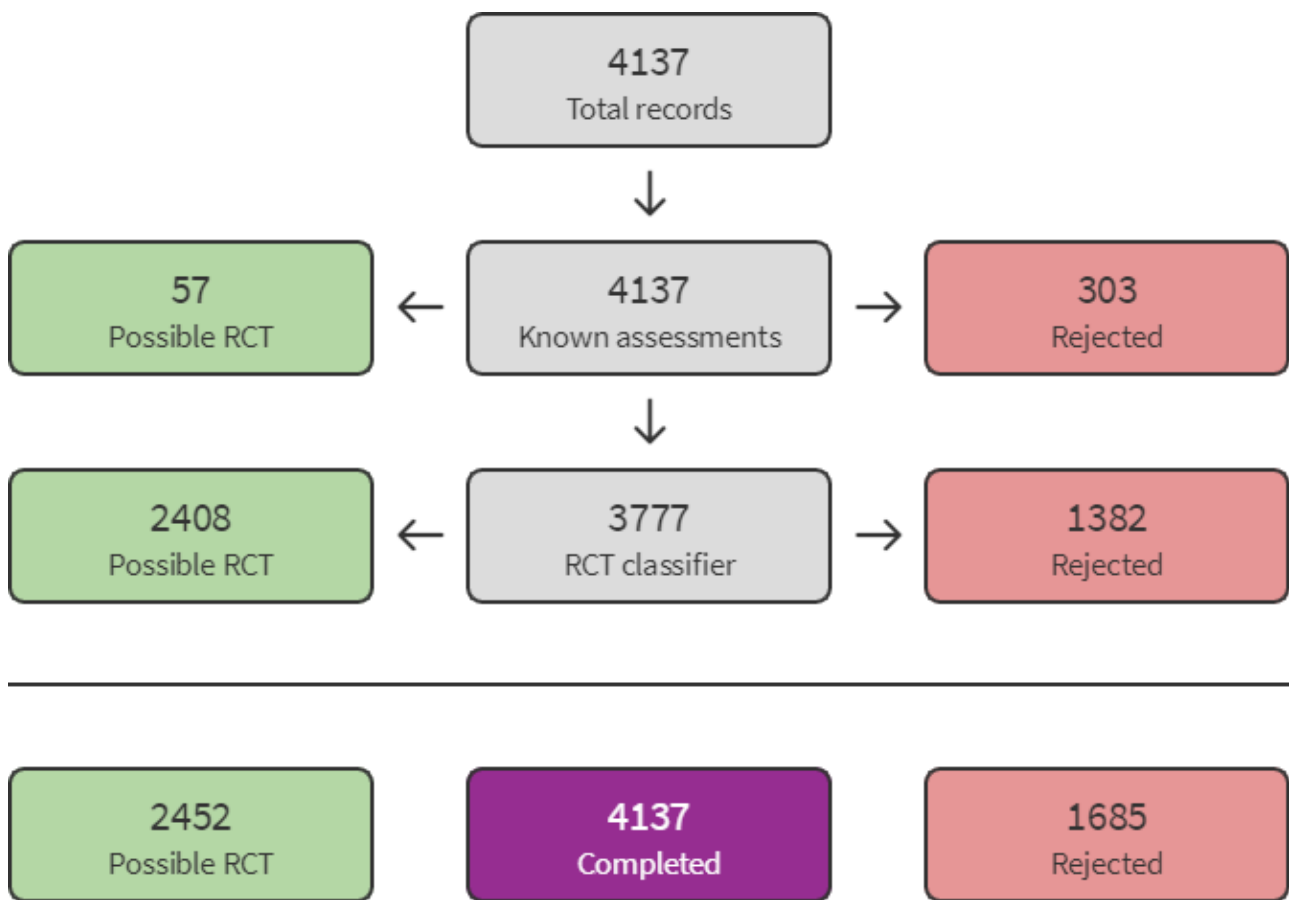 4137
Total records
57
Possible RCT
4137
Known assessments
303
Rejected
2408
Possible RCT
3777
RCT classifier
1382
Rejected
2452
Possible RCT
4137
Completed
1685
Rejected